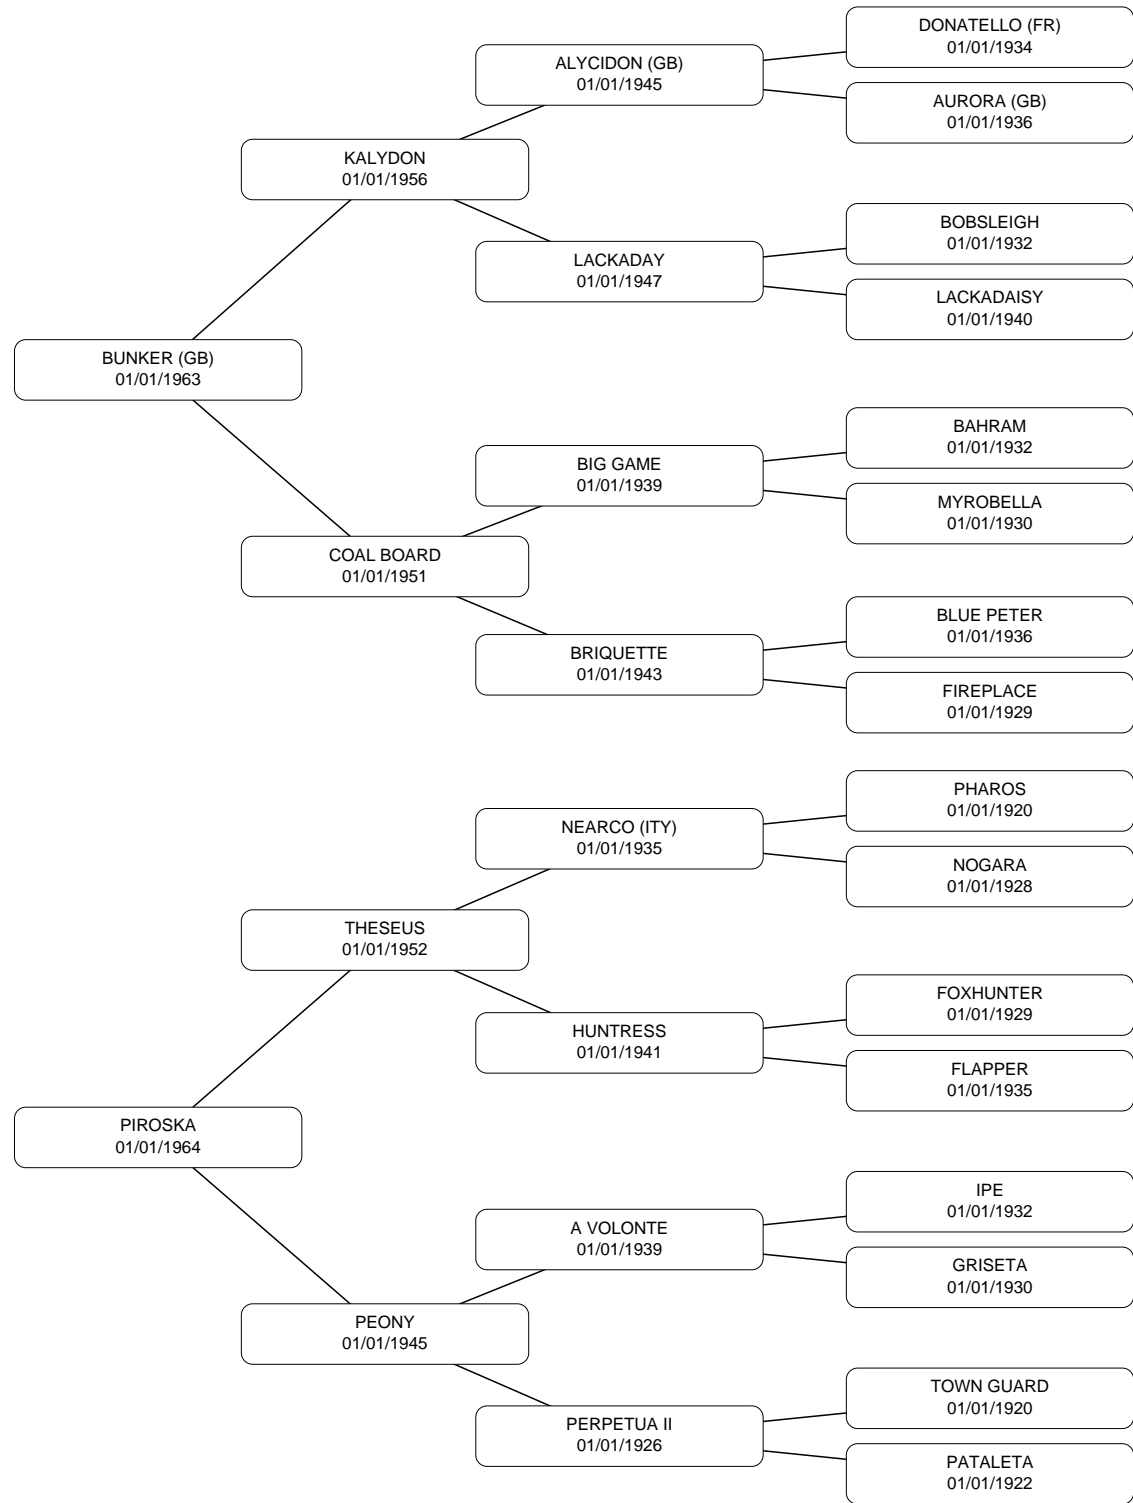 DONATELLO (FR)
01/01/1934
ALYCIDON (GB)
01/01/1945
AURORA (GB)
01/01/1936
KALYDON
01/01/1956
BOBSLEIGH
01/01/1932
LACKADAY
01/01/1947
LACKADAISY
01/01/1940
BUNKER (GB)
01/01/1963
BAHRAM
01/01/1932
BIG GAME
01/01/1939
MYROBELLA
01/01/1930
COAL BOARD
01/01/1951
BLUE PETER
01/01/1936
BRIQUETTE
01/01/1943
FIREPLACE
01/01/1929
PHAROS
01/01/1920
NEARCO (ITY)
01/01/1935
NOGARA
01/01/1928
THESEUS
01/01/1952
FOXHUNTER
01/01/1929
HUNTRESS
01/01/1941
FLAPPER
01/01/1935
PIROSKA
01/01/1964
IPE
01/01/1932
A VOLONTE
01/01/1939
GRISETA
01/01/1930
PEONY
01/01/1945
TOWN GUARD
01/01/1920
PERPETUA II
01/01/1926
PATALETA
01/01/1922